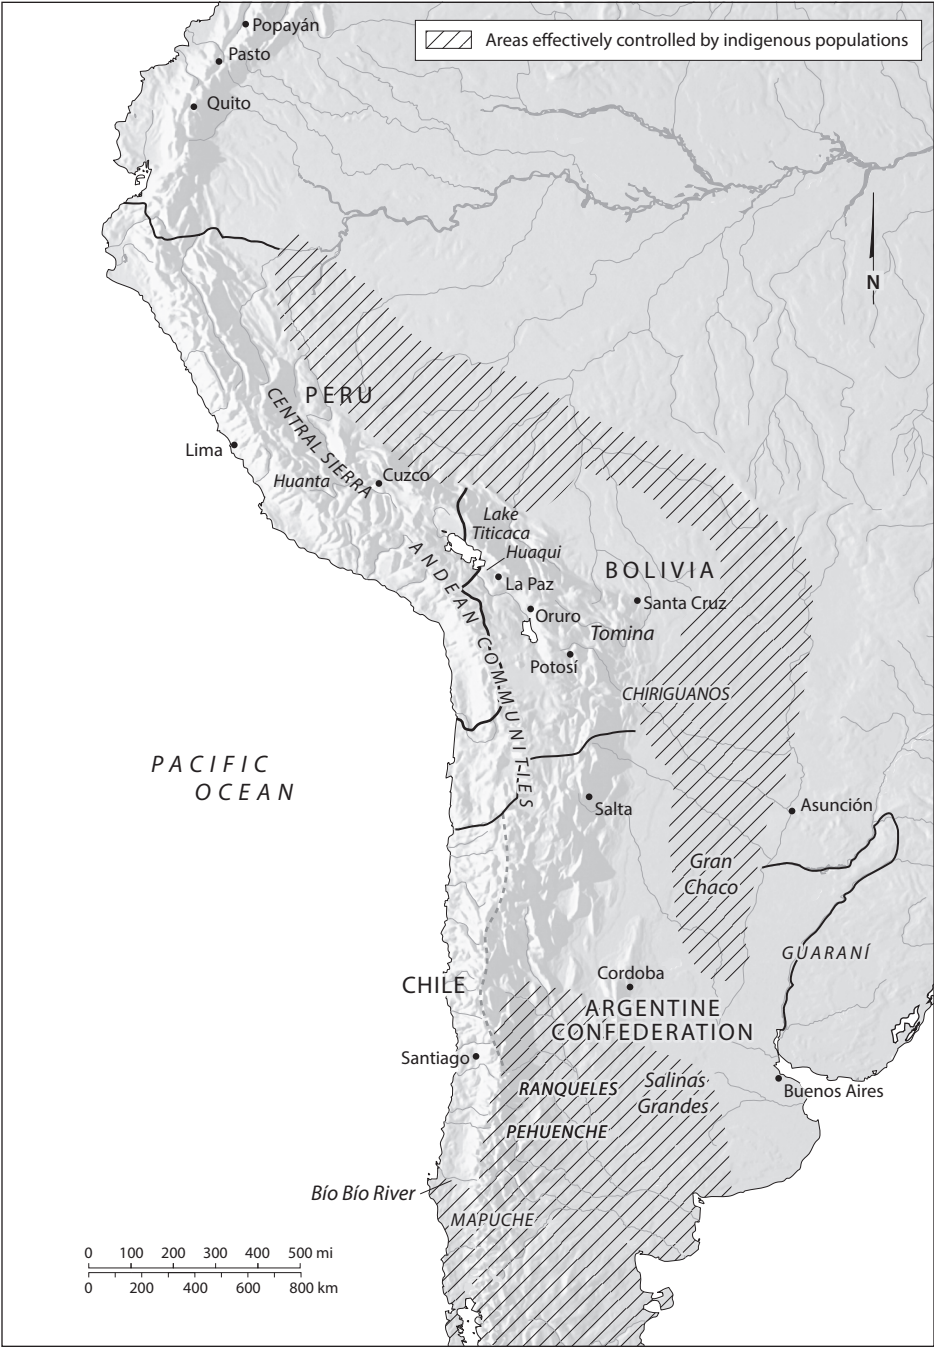 Popayán
Areas effectively controlled by indigenous populations
Pasto
Quito
N
PERU
CENTRAL SIERRA
Lima
Huanta
Cuzco
Lake
Titicaca
Huaqui
ANDEAN COMMUNITIES
La Paz
BOLIVIA
Santa Cruz
Oruro
Tomina
Potosí
CHIRIGUANOS
PACIFIC
OCEAN
Salta
Asunción
Gran
Chaco
GUARANÍ
CHILE
Cordoba
ARGENTINE
CONFEDERATION
Santiago
RANQUELES
Salinas
Grandes
Buenos Aires
PEHUENCHE
Bío Bío River
MAPUCHE
0 100 200 300 400 500 mi
0 200 400 600 800 km